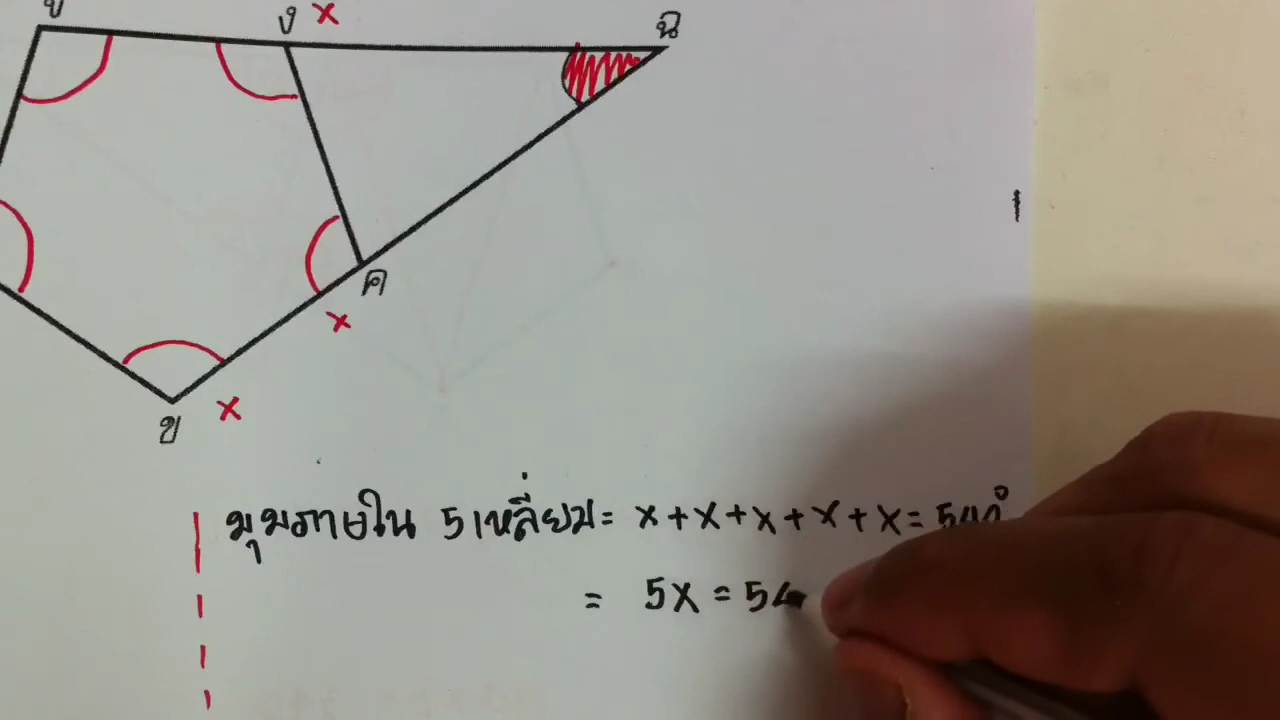 ง x
ฉ
ค
x
x
ข
มุมภายใน 5 เหลี่ยม = x + x + x + x + x = 540°
= 5x = 54